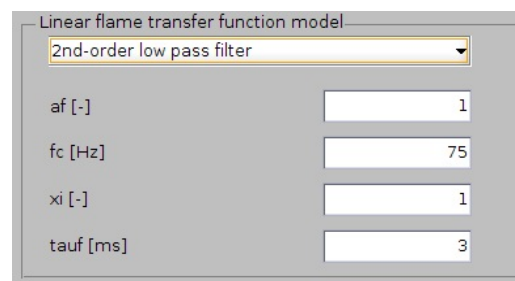 Linear flame transfer function model
2nd-order low pass filter
af [-] 1
fc [Hz] 75
xi [-] 1
tauf [ms] 3